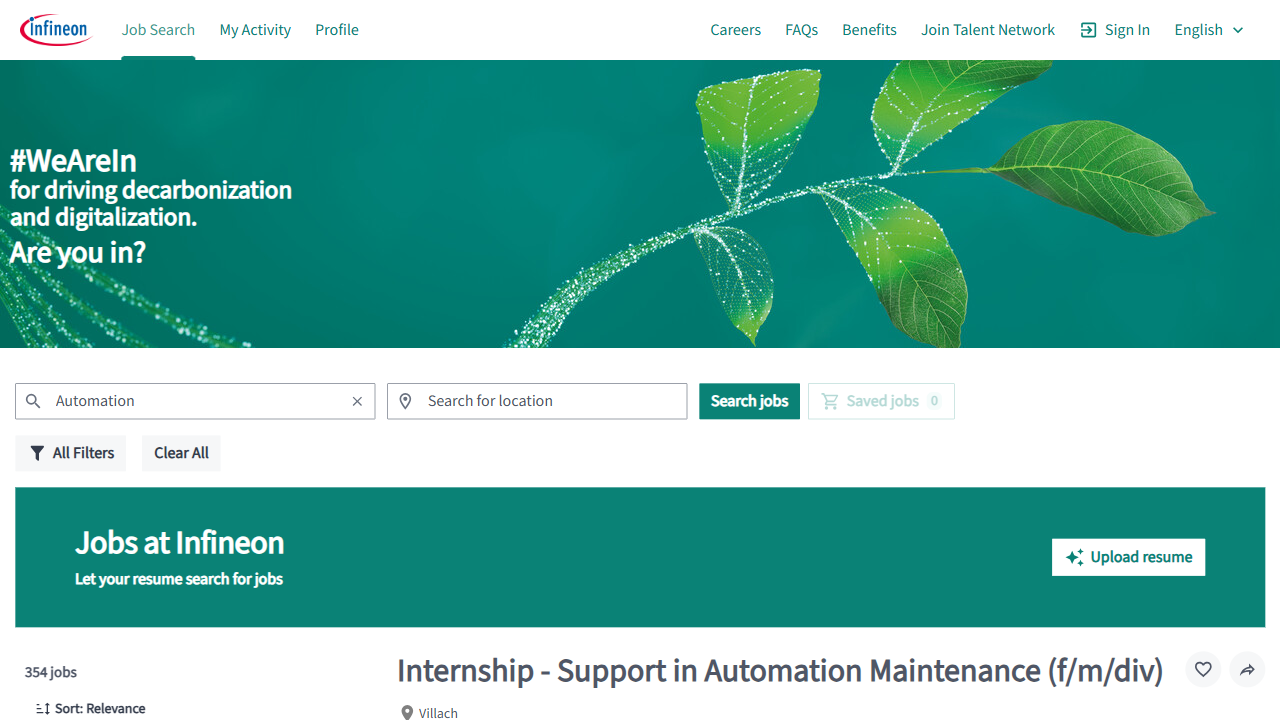 infineon
Job Search
My Activity
Profile
Careers
FAQs
Benefits
Join Talent Network
Sign In
English
#WeAreIn
for driving decarbonization
and digitalization.
Are you in?
Automation
Search for location
Search jobs
Saved jobs 0
All Filters
Clear All
Jobs at Infineon
Let your resume search for jobs
Upload resume
354 jobs
Sort: Relevance
Internship - Support in Automation Maintenance (f/m/div)
Villach